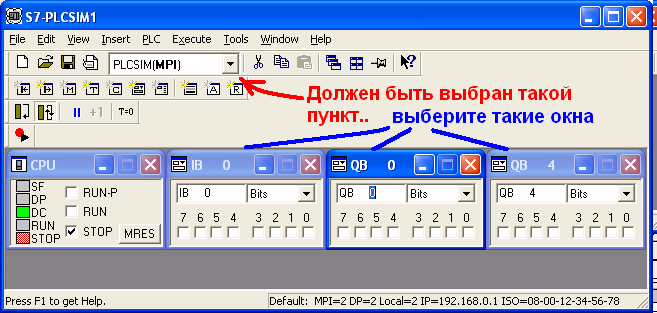 S7-PLCSIM1
File Edit View Insert PLC Execute Tools Window Help
PLCSIM(MPI)
+1 T=0
Должен быть выбран такой
пункт.. выберите такие окна
CPU IB 0 QB 0 QB 4
SF
DP
DC
RUN
STOP
RUN-P
RUN
STOP MRES
IB 0 Bits
7 6 5 4 3 2 1 0
QB 0 Bits
7 6 5 4 3 2 1 0
QB 4 Bits
7 6 5 4 3 2 1 0
Press F1 to get Help. Default: MPI=2 DP=2 Local=2 IP=192.168.0.1 ISO=08-00-12-34-56-78